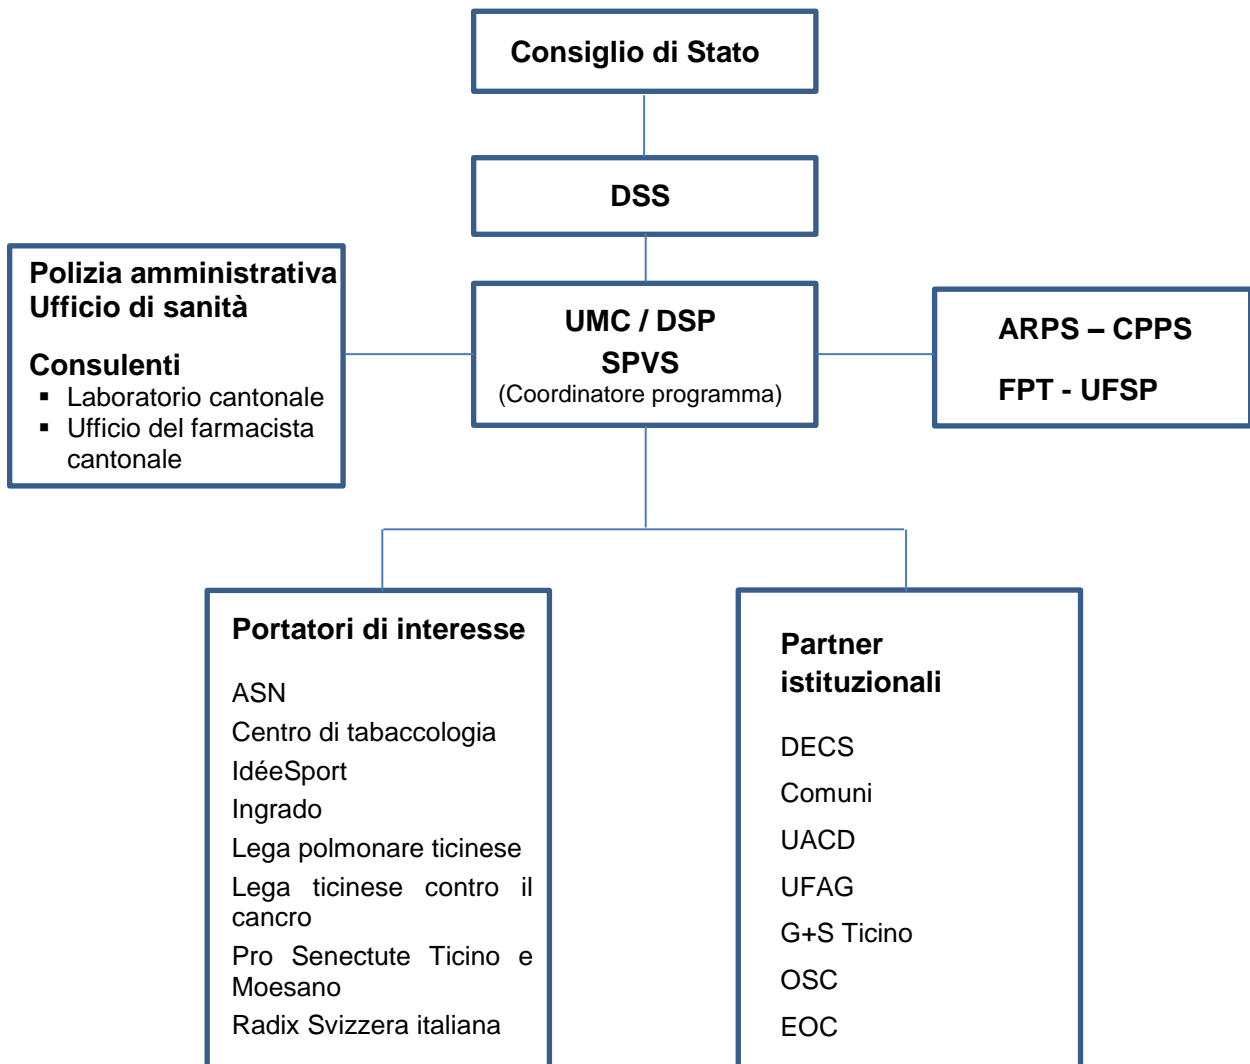 Consiglio di Stato
DSS
Polizia amministrativa
Ufficio di sanità
Consulenti
▪ Laboratorio cantonale
▪ Ufficio del farmacista
cantonale
UMC / DSP
SPVS
(Coordinatore programma)
ARPS – CPPS
FPT - UFSP
Portatori di interesse
ASN
Centro di tabaccologia
IdéeSport
Ingrado
Lega polmonare ticinese
Lega ticinese contro il
cancro
Pro Senectute Ticino e
Moesano
Radix Svizzera italiana
Partner
istituzionali
DECS
Comuni
UACD
UFAG
G+S Ticino
OSC
EOC